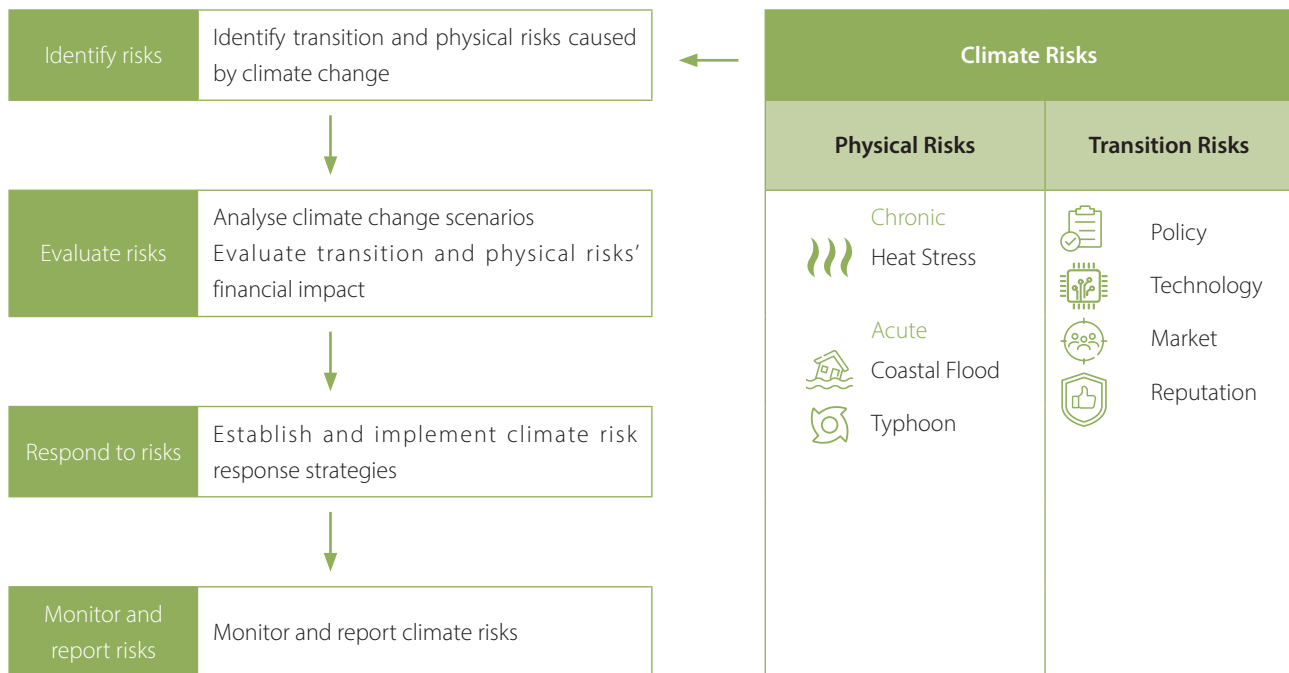 Identify risks
Identify transition and physical risks caused
by climate change
Evaluate risks
Analyse climate change scenarios
Evaluate transition and physical risks'
financial impact
Respond to risks
Establish and implement climate risk
response strategies
Monitor and
report risks
Monitor and report climate risks
Climate Risks
Physical Risks
Transition Risks
Chronic
Heat Stress
Acute
Coastal Flood
Typhoon
Policy
Technology
Market
Reputation